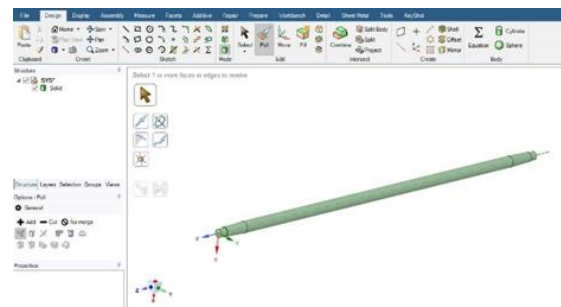 File Design Display Assembly Measure Facets Additive Repair Prepare Workbench Detail Sheet Metal Tools KeyShot
Home Spin
Pan
Paste Zoom
Select Pull Move Fill
Combine Split Body
Split
Project
Shell
Offset
Mirror
Equation
Cylinder
Sphere
Clipboard Orient Sketch Mode Edit Intersect Create Body
Structure
SYS*
Solid
Select 1 or more faces or edges to revolve
Structure Layers Selection Groups Views
Options - Pull
General
Add Cut No merge
Properties